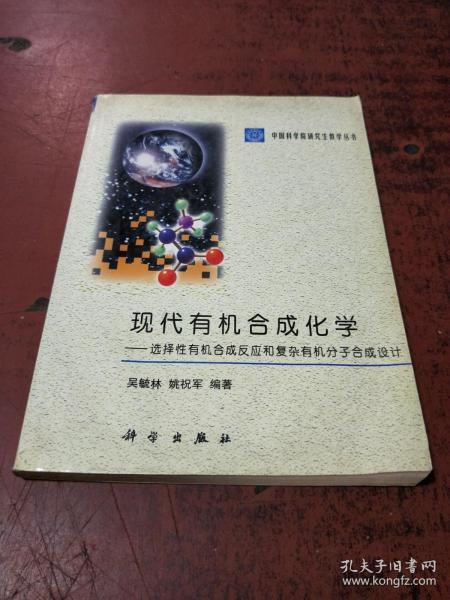 中国科学院研究生教学丛书
现代有机合成化学
——选择性有机合成反应和复杂有机分子合成设计
吴毓林 姚祝军 编著
科学出版社
孔夫子旧书网
www.kongfz.com